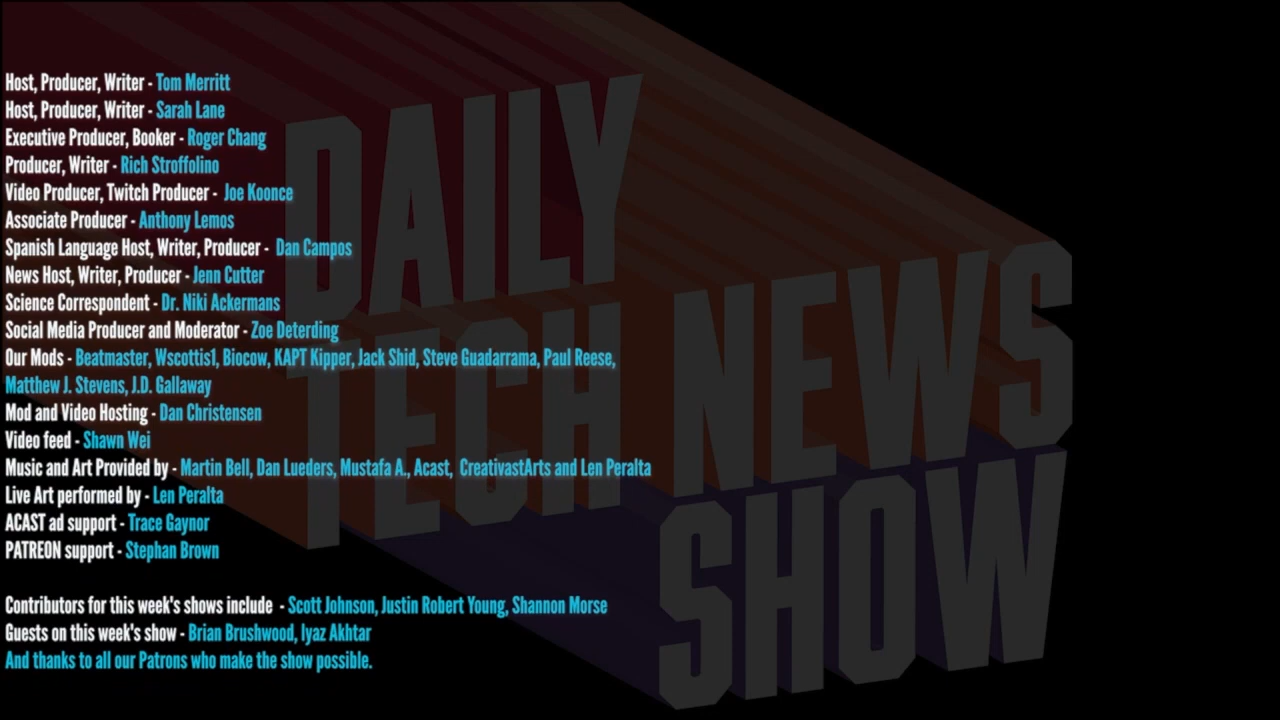 Host, Producer, Writer - Tom Merritt
Host, Producer, Writer - Sarah Lane
Executive Producer, Booker - Roger Chang
Producer, Writer - Rich Stroffolino
Video Producer, Twitch Producer -  Joe Koonce
Associate Producer - Anthony Lemos
Spanish Language Host, Writer, Producer -  Dan Campos
News Host, Writer, Producer - Jenn Cutter
Science Correspondent - Dr. Niki Ackermans
Social Media Producer and Moderator - Zoe Deterding
Our Mods - Beatmaster, Wscottis1, Biocow, KAPT Kipper, Jack Shid, Steve Guadarrama, Paul Reese,
Matthew J. Stevens, J.D. Gallaway
Mod and Video Hosting - Dan Christensen
Video feed - Shawn Wei
Music and Art Provided by - Martin Bell, Dan Lueders, Mustafa A., Acast,  CreativastArts and Len Peralta
Live Art performed by - Len Peralta
ACAST ad support - Trace Gaynor
PATREON support - Stephan Brown
Contributors for this week's shows include  - Scott Johnson, Justin Robert Young, Shannon Morse
Guests on this week's show - Brian Brushwood, Iyaz Akhtar
And thanks to all our Patrons who make the show possible.
DAILY
TECH NEWS
SHOW